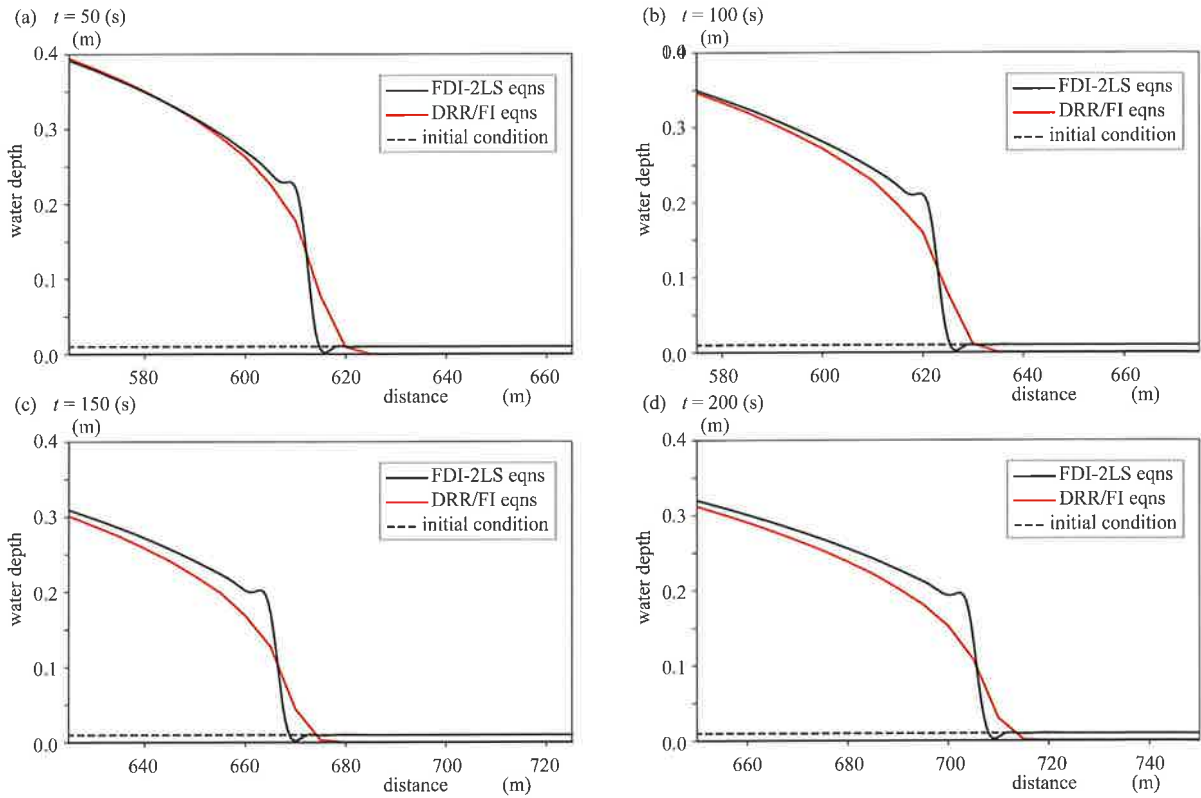 (a) t = 50 (s)
(m)
0.4
0.3
0.2
0.1
0.0
water depth
FDI-2LS eqns
DRR/FI eqns
initial condition
580 600 620 640 660
distance (m)
(b) t = 100 (s)
(m)
0.3
0.2
0.1
0.0
water depth
FDI-2LS eqns
DRR/FI eqns
initial condition
580 600 620 640 660
distance (m)
(c) t = 150 (s)
(m)
0.4
0.3
0.2
0.1
0.0
water depth
FDI-2LS eqns
DRR/FI eqns
initial condition
640 660 680 700 720
distance (m)
(d) t = 200 (s)
(m)
0.4
0.3
0.2
0.1
0.0
water depth
FDI-2LS eqns
DRR/FI eqns
initial condition
660 680 700 720 740
distance (m)